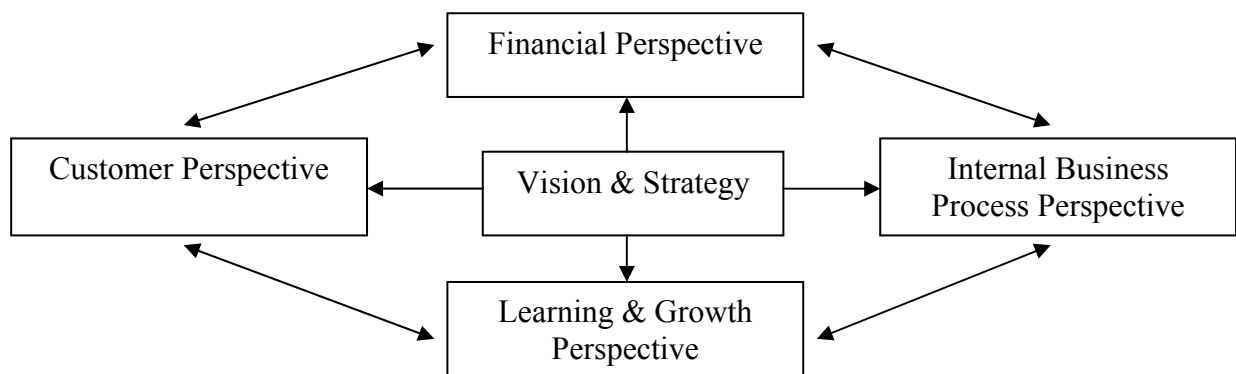 Financial Perspective
Customer Perspective
Vision & Strategy
Internal Business
Process Perspective
Learning & Growth
Perspective